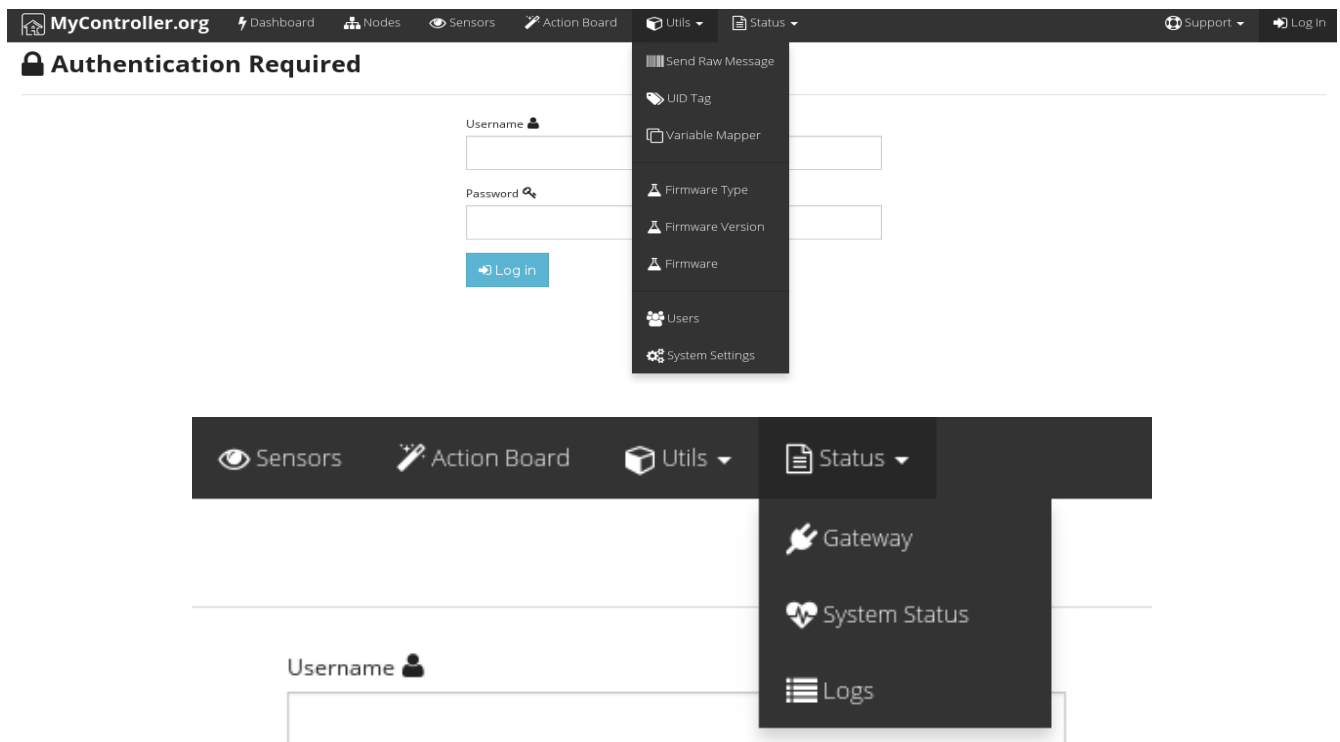 MyController.org Dashboard Nodes Sensors Action Board Utils Status Support Log In
Authentication Required
Send Raw Message
UID Tag
Username
Variable Mapper
Password
Firmware Type
Firmware Version
Log in
Firmware
Users
System Settings
Sensors Action Board Utils Status
Gateway
System Status
Username
Logs